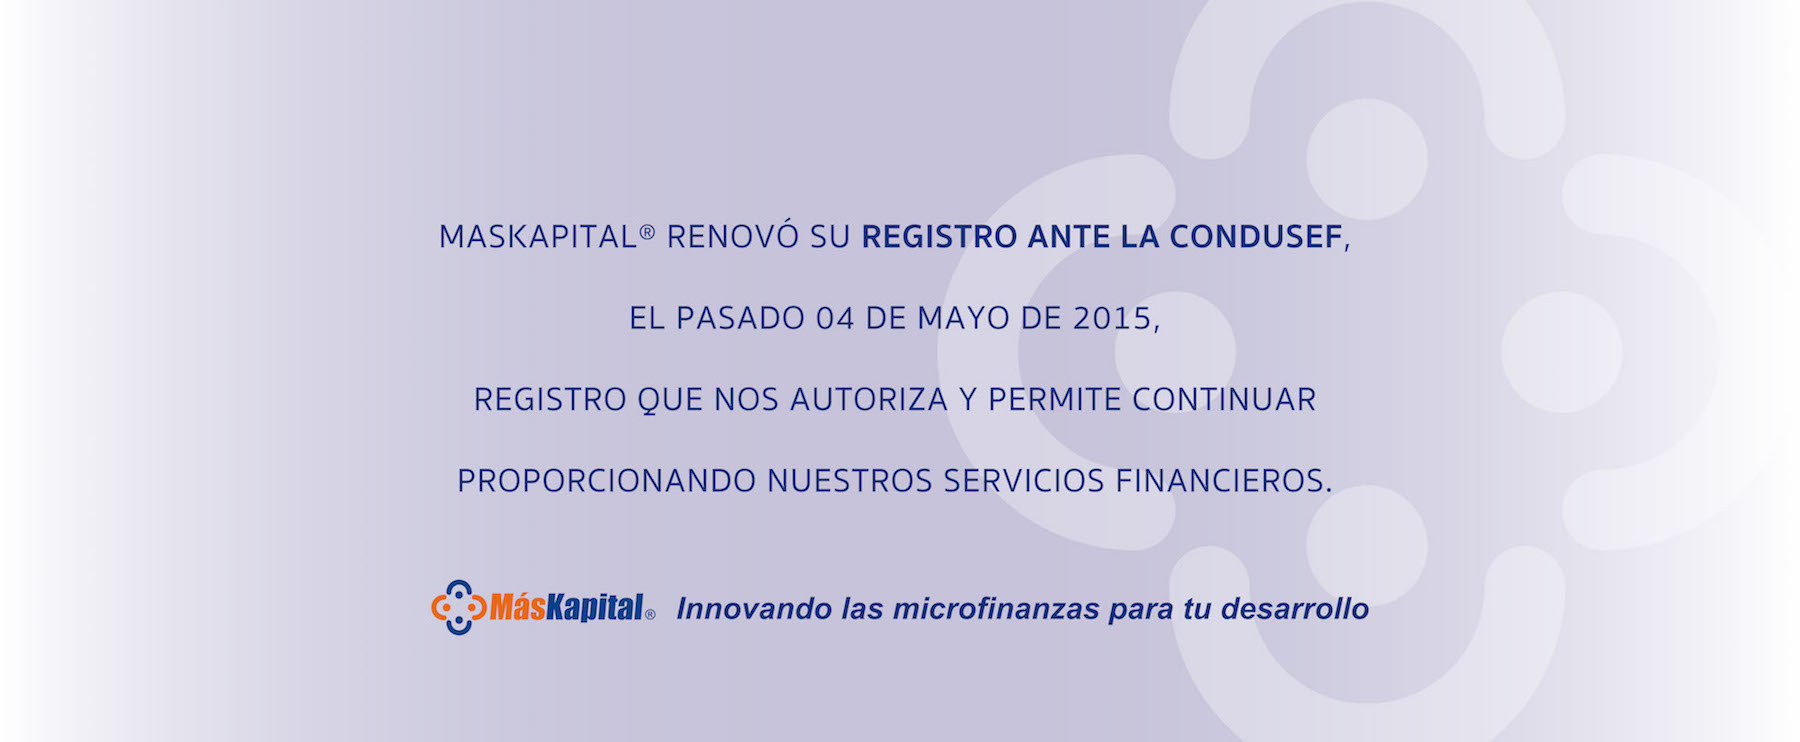 MASKAPITAL® RENOVÓ SU REGISTRO ANTE LA CONDUSEF,
EL PASADO 04 DE MAYO DE 2015,
REGISTRO QUE NOS AUTORIZA Y PERMITE CONTINUAR
PROPORCIONANDO NUESTROS SERVICIOS FINANCIEROS.
MásKapital® Innovando las microfinanzas para tu desarrollo